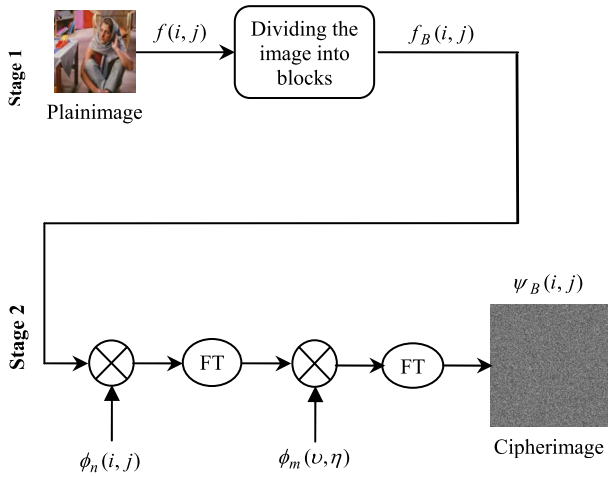 Stage 1
f(i, j)
Dividing the
image into
blocks
f_B(i, j)
Plainimage
Stage 2
ψ_B(i, j)
FT
FT
ϕ_n(i, j)
ϕ_m(υ,η)
Cipherimage